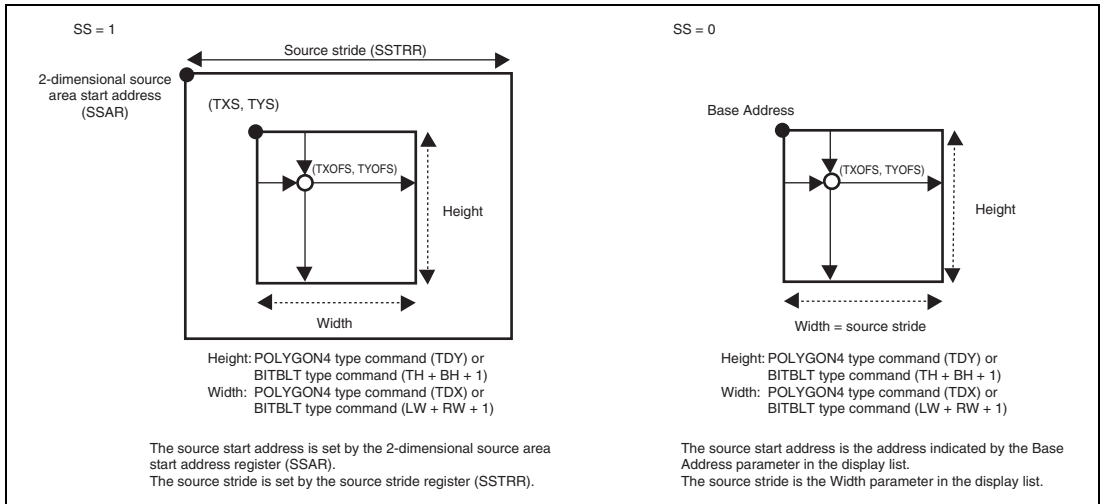 SS = 1
Source stride (SSTRR)
2-dimensional source
area start address
(SSAR)
(TXS, TYS)
(TXOFS, TYOFS)
Height
Width
Height: POLYGON4 type command (TDY) or
BITBLT type command (TH + BH + 1)
Width: POLYGON4 type command (TDX) or
BITBLT type command (LW + RW + 1)
The source start address is set by the 2-dimensional source area
start address register (SSAR).
The source stride is set by the source stride register (SSTRR).
SS = 0
Base Address
(TXOFS, TYOFS)
Height
Width = source stride
Height: POLYGON4 type command (TDY) or
BITBLT type command (TH + BH + 1)
Width: POLYGON4 type command (TDX) or
BITBLT type command (LW + RW + 1)
The source start address is the address indicated by the Base
Address parameter in the display list.
The source stride is the Width parameter in the display list.